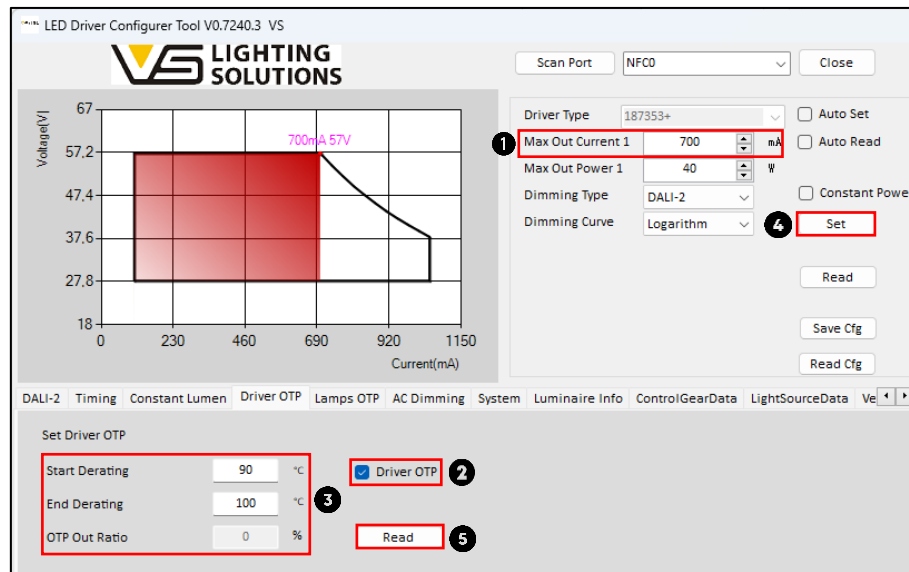 LED Driver Configurer Tool V0.7240.3 VS
VS LIGHTING
SOLUTIONS
Scan Port NFC0 Close
Voltage[V]
67
57,2
47,4
37,6
27,8
18
700mA 57V
0 230 460 690 920 1150
Current(mA)
Driver Type 187353+ Auto Set
1 Max Out Current 1 700 mA Auto Read
Max Out Power 1 40 W
Dimming Type DALI-2 Constant Powe
Dimming Curve Logarithm 4 Set
Read
Save Cfg
Read Cfg
DALI-2 Timing Constant Lumen Driver OTP Lamps OTP AC Dimming System Luminaire Info ControlGearData LightSourceData Ve
Set Driver OTP
Start Derating 90 °C Driver OTP 2
End Derating 100 °C 3
OTP Out Ratio 0 % Read 5